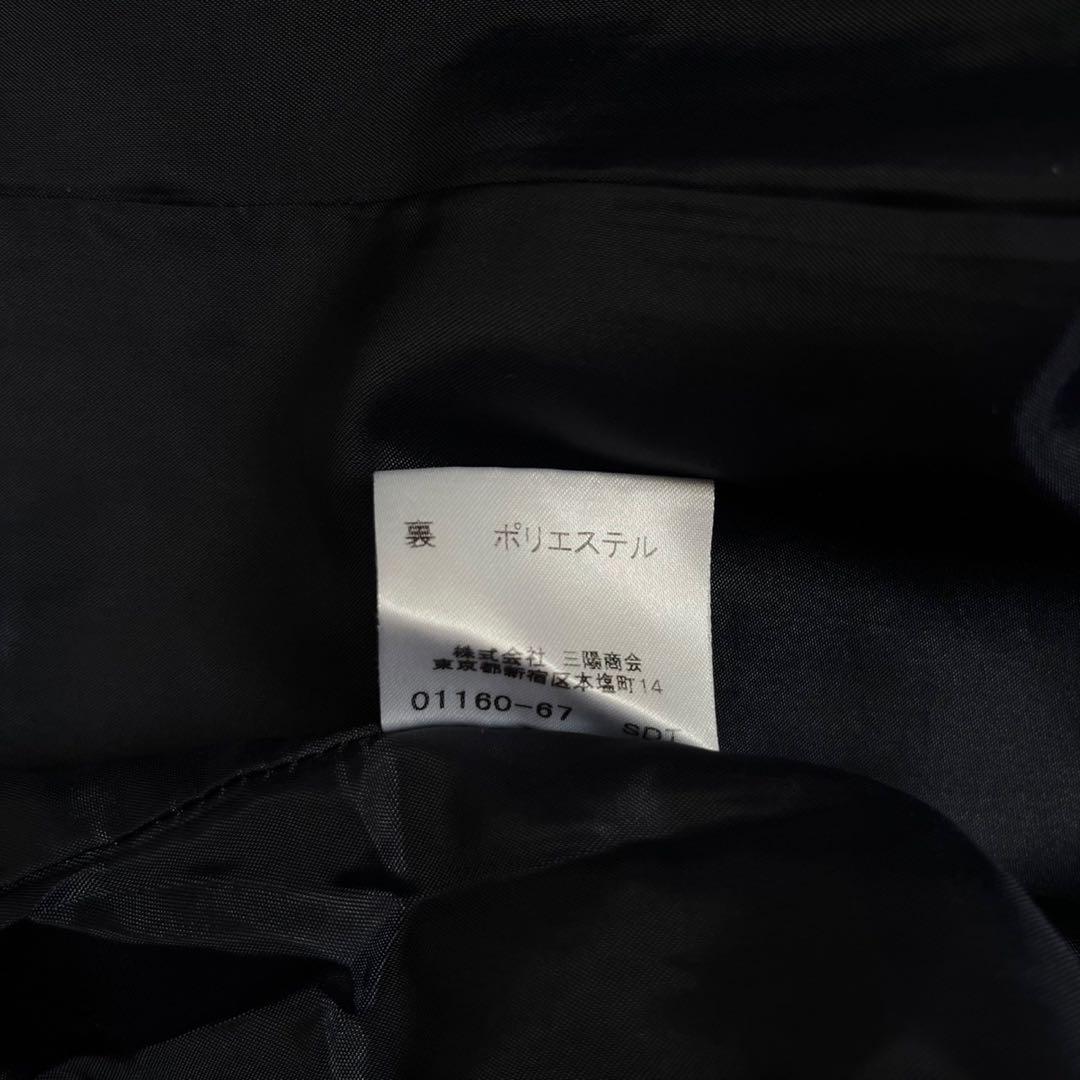 裏 ポリエステル
株式会社 三陽商会
東京都新宿区本塩町14
01160-67 SDT